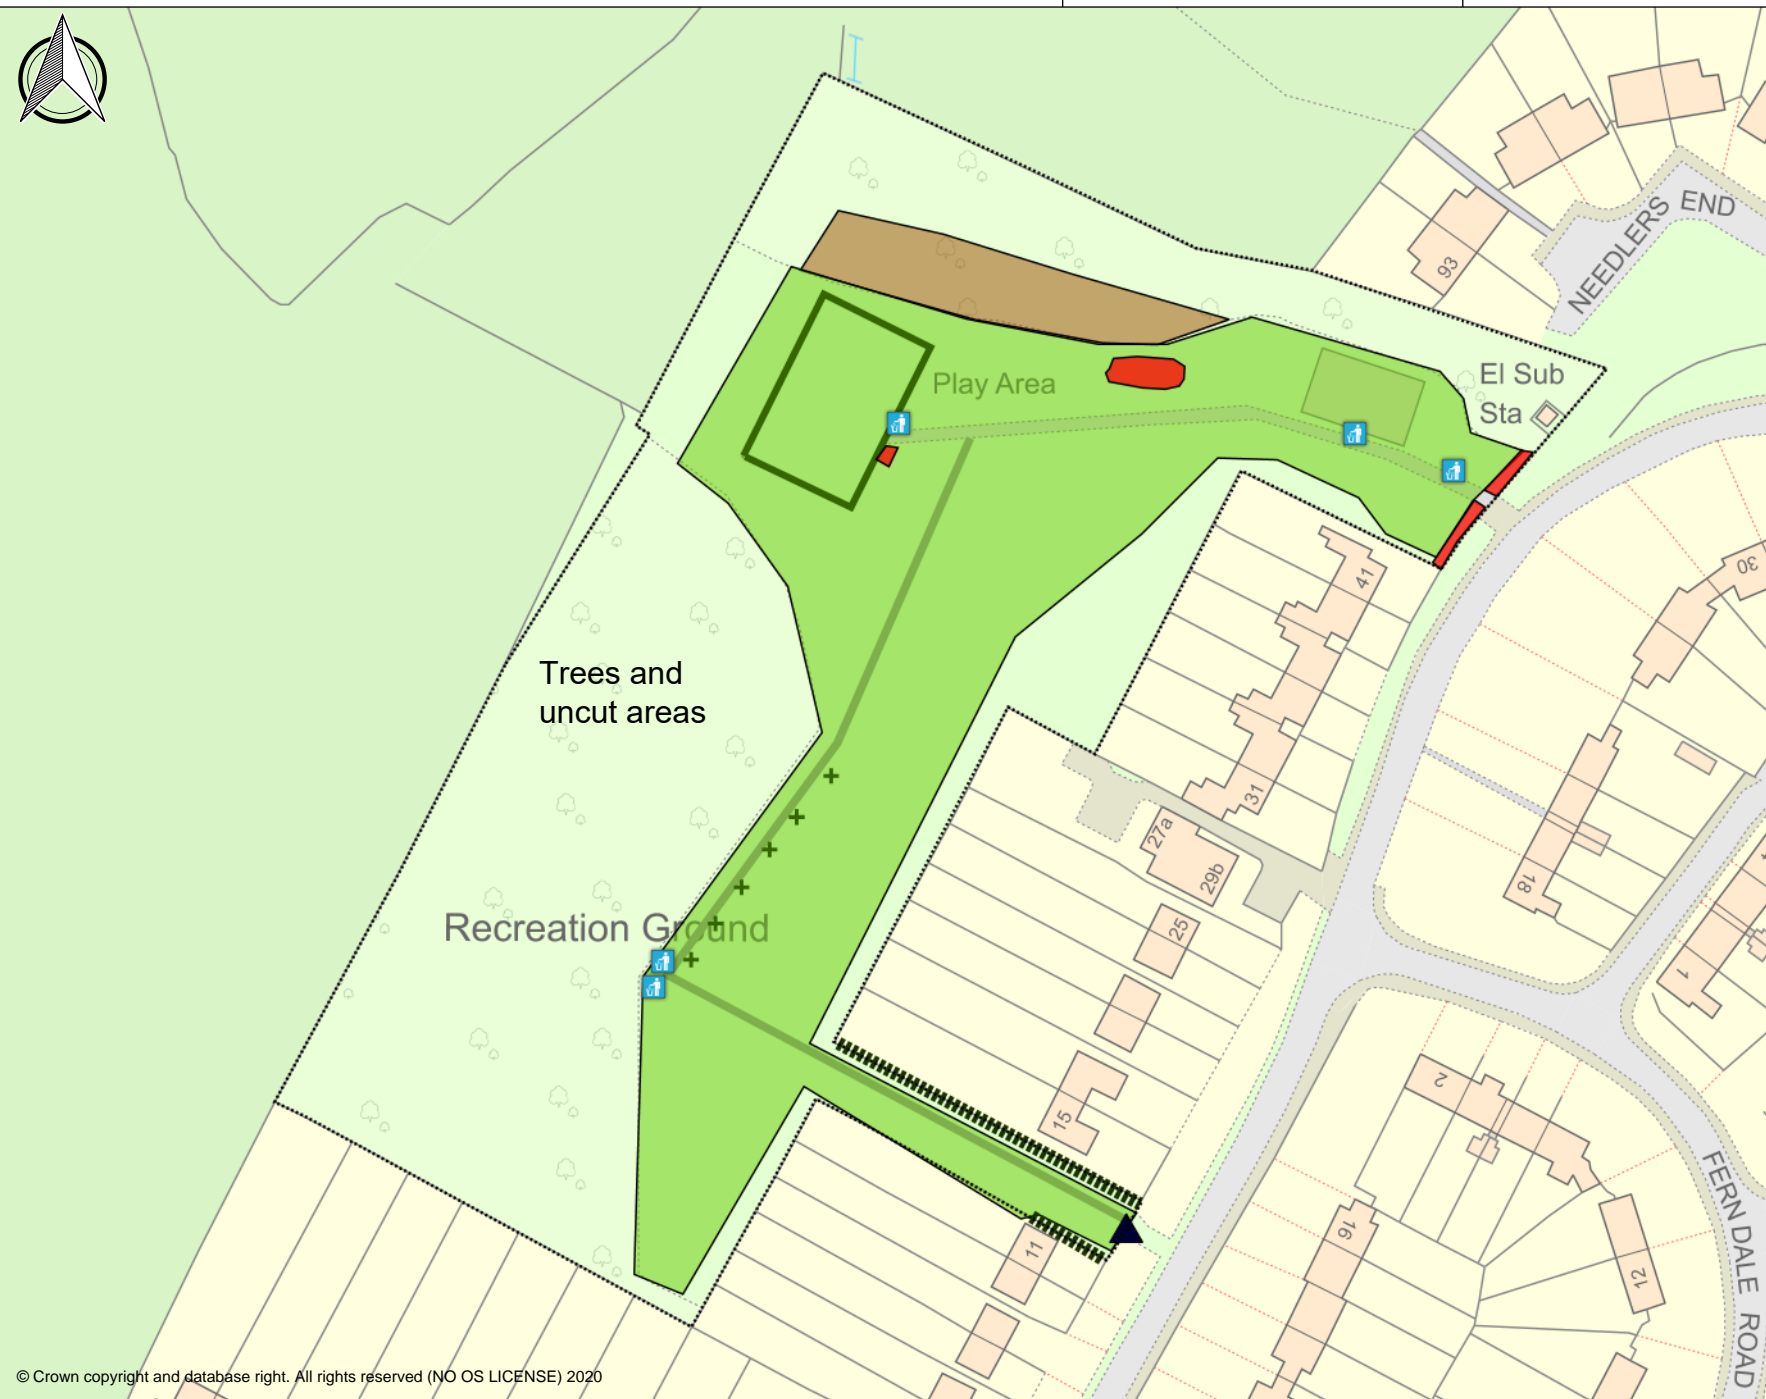 NEEDLERS END
93
El Sub
Sta
Play Area
30
41
Trees and
uncut areas
31
27a
29b
18
25
Recreation Ground
1
2
15
11
16
12
FERNDALE ROAD
© Crown copyright and database right. All rights reserved (NO OS LICENSE) 2020